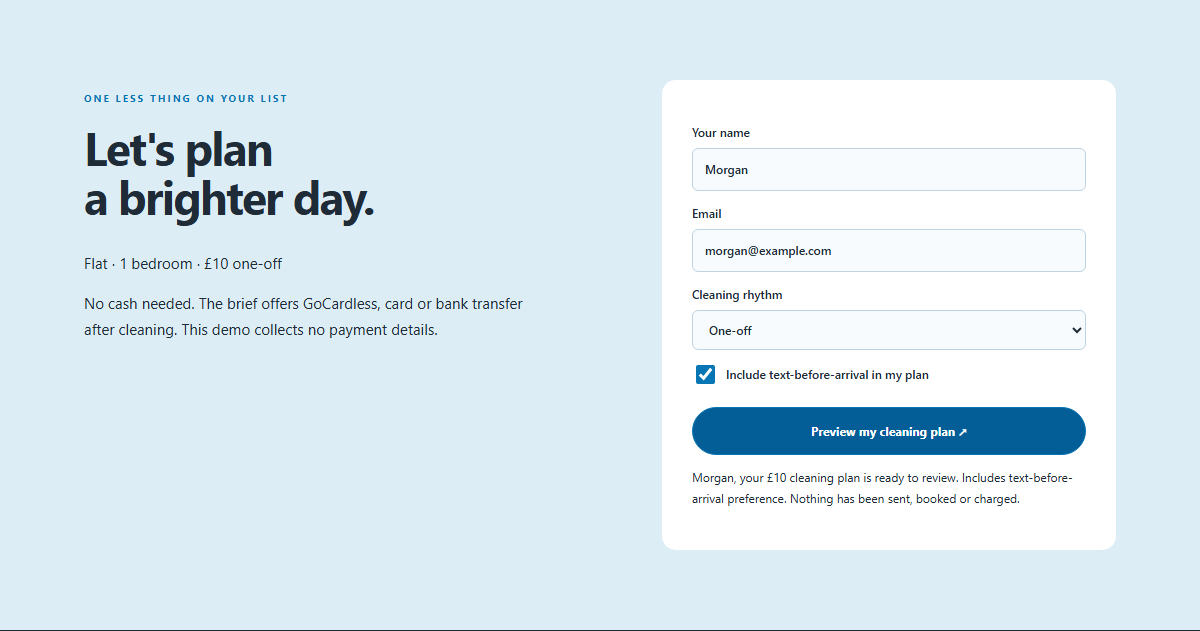 ONE LESS THING ON YOUR LIST
Let's plan
a brighter day.
Flat · 1 bedroom · £10 one-off
No cash needed. The brief offers GoCardless, card or bank transfer
after cleaning. This demo collects no payment details.
Your name
Morgan
Email
morgan@example.com
Cleaning rhythm
One-off
Include text-before-arrival in my plan
Preview my cleaning plan ↗
Morgan, your £10 cleaning plan is ready to review. Includes text-before-
arrival preference. Nothing has been sent, booked or charged.